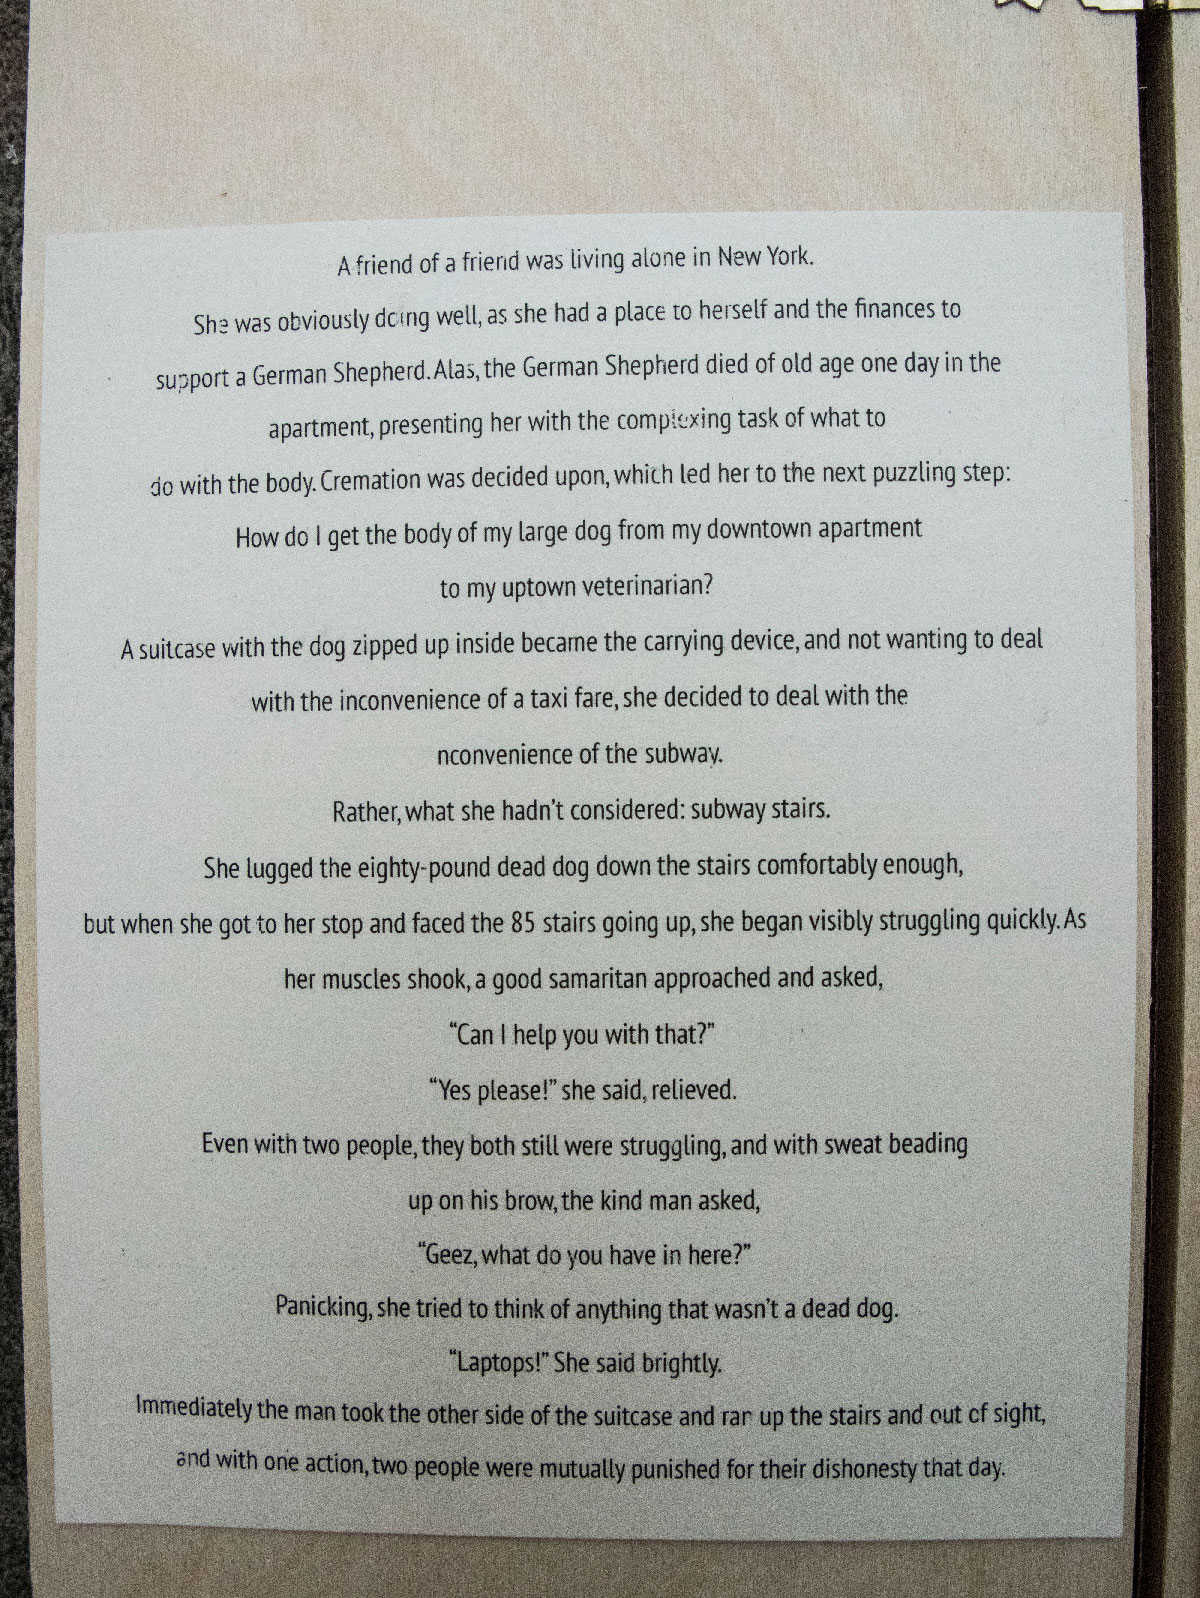 A friend of a friend was living alone in New York.
She was obviously doing well, as she had a place to herself and the finances to
support a German Shepherd. Alas, the German Shepherd died of old age one day in the
apartment, presenting her with the complexing task of what to
do with the body. Cremation was decided upon, which led her to the next puzzling step:
How do I get the body of my large dog from my downtown apartment
to my uptown veterinarian?
A suitcase with the dog zipped up inside became the carrying device, and not wanting to deal
with the inconvenience of a taxi fare, she decided to deal with the
nconvenience of the subway.
Rather, what she hadn't considered: subway stairs.
She lugged the eighty-pound dead dog down the stairs comfortably enough,
but when she got to her stop and faced the 85 stairs going up, she began visibly struggling quickly. As
her muscles shook, a good samaritan approached and asked,
“Can I help you with that?”
“Yes please!” she said, relieved.
Even with two people, they both still were struggling, and with sweat beading
up on his brow, the kind man asked,
“Geez, what do you have in here?”
Panicking, she tried to think of anything that wasn't a dead dog.
“Laptops!” She said brightly.
Immediately the man took the other side of the suitcase and ran up the stairs and out of sight,
and with one action, two people were mutually punished for their dishonesty that day.